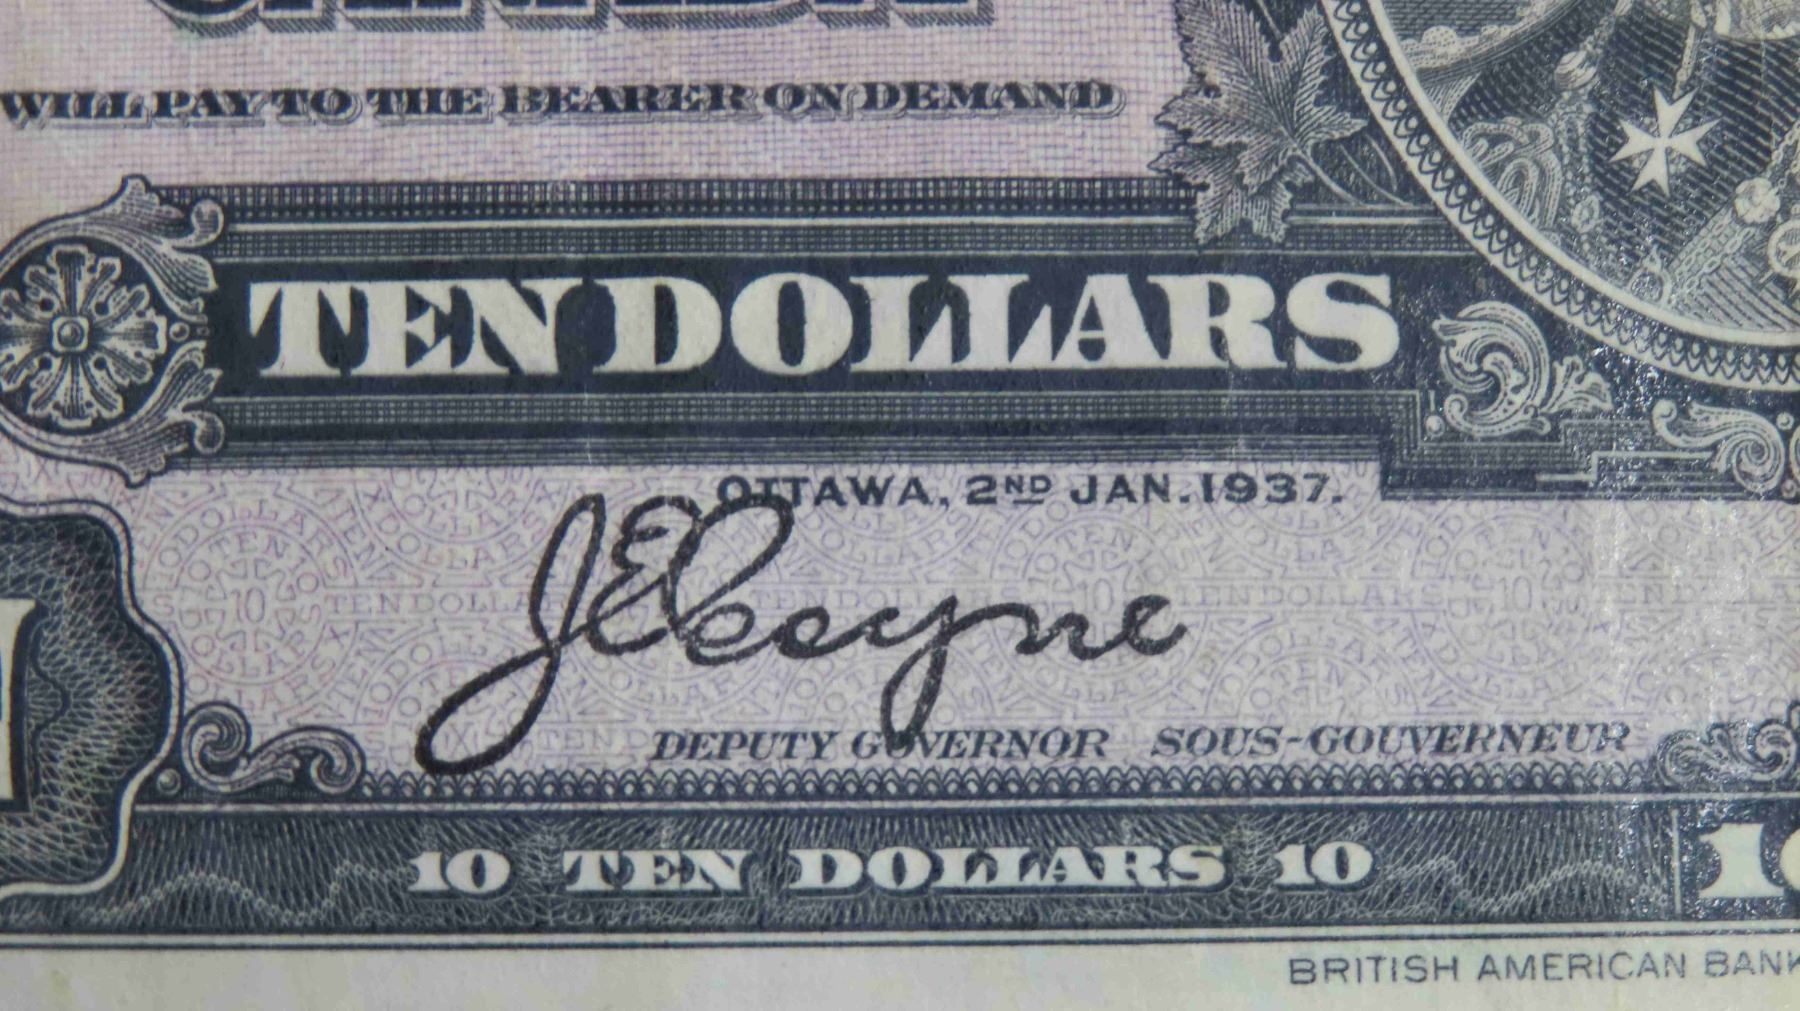 WILL PAY TO THE BEARER ON DEMAND
TEN DOLLARS
OTTAWA, 2ND JAN. 1937.
J E Coyne
DEPUTY GOVERNOR SOUS-GOUVERNEUR
10 TEN DOLLARS 10
BRITISH AMERICAN BANK